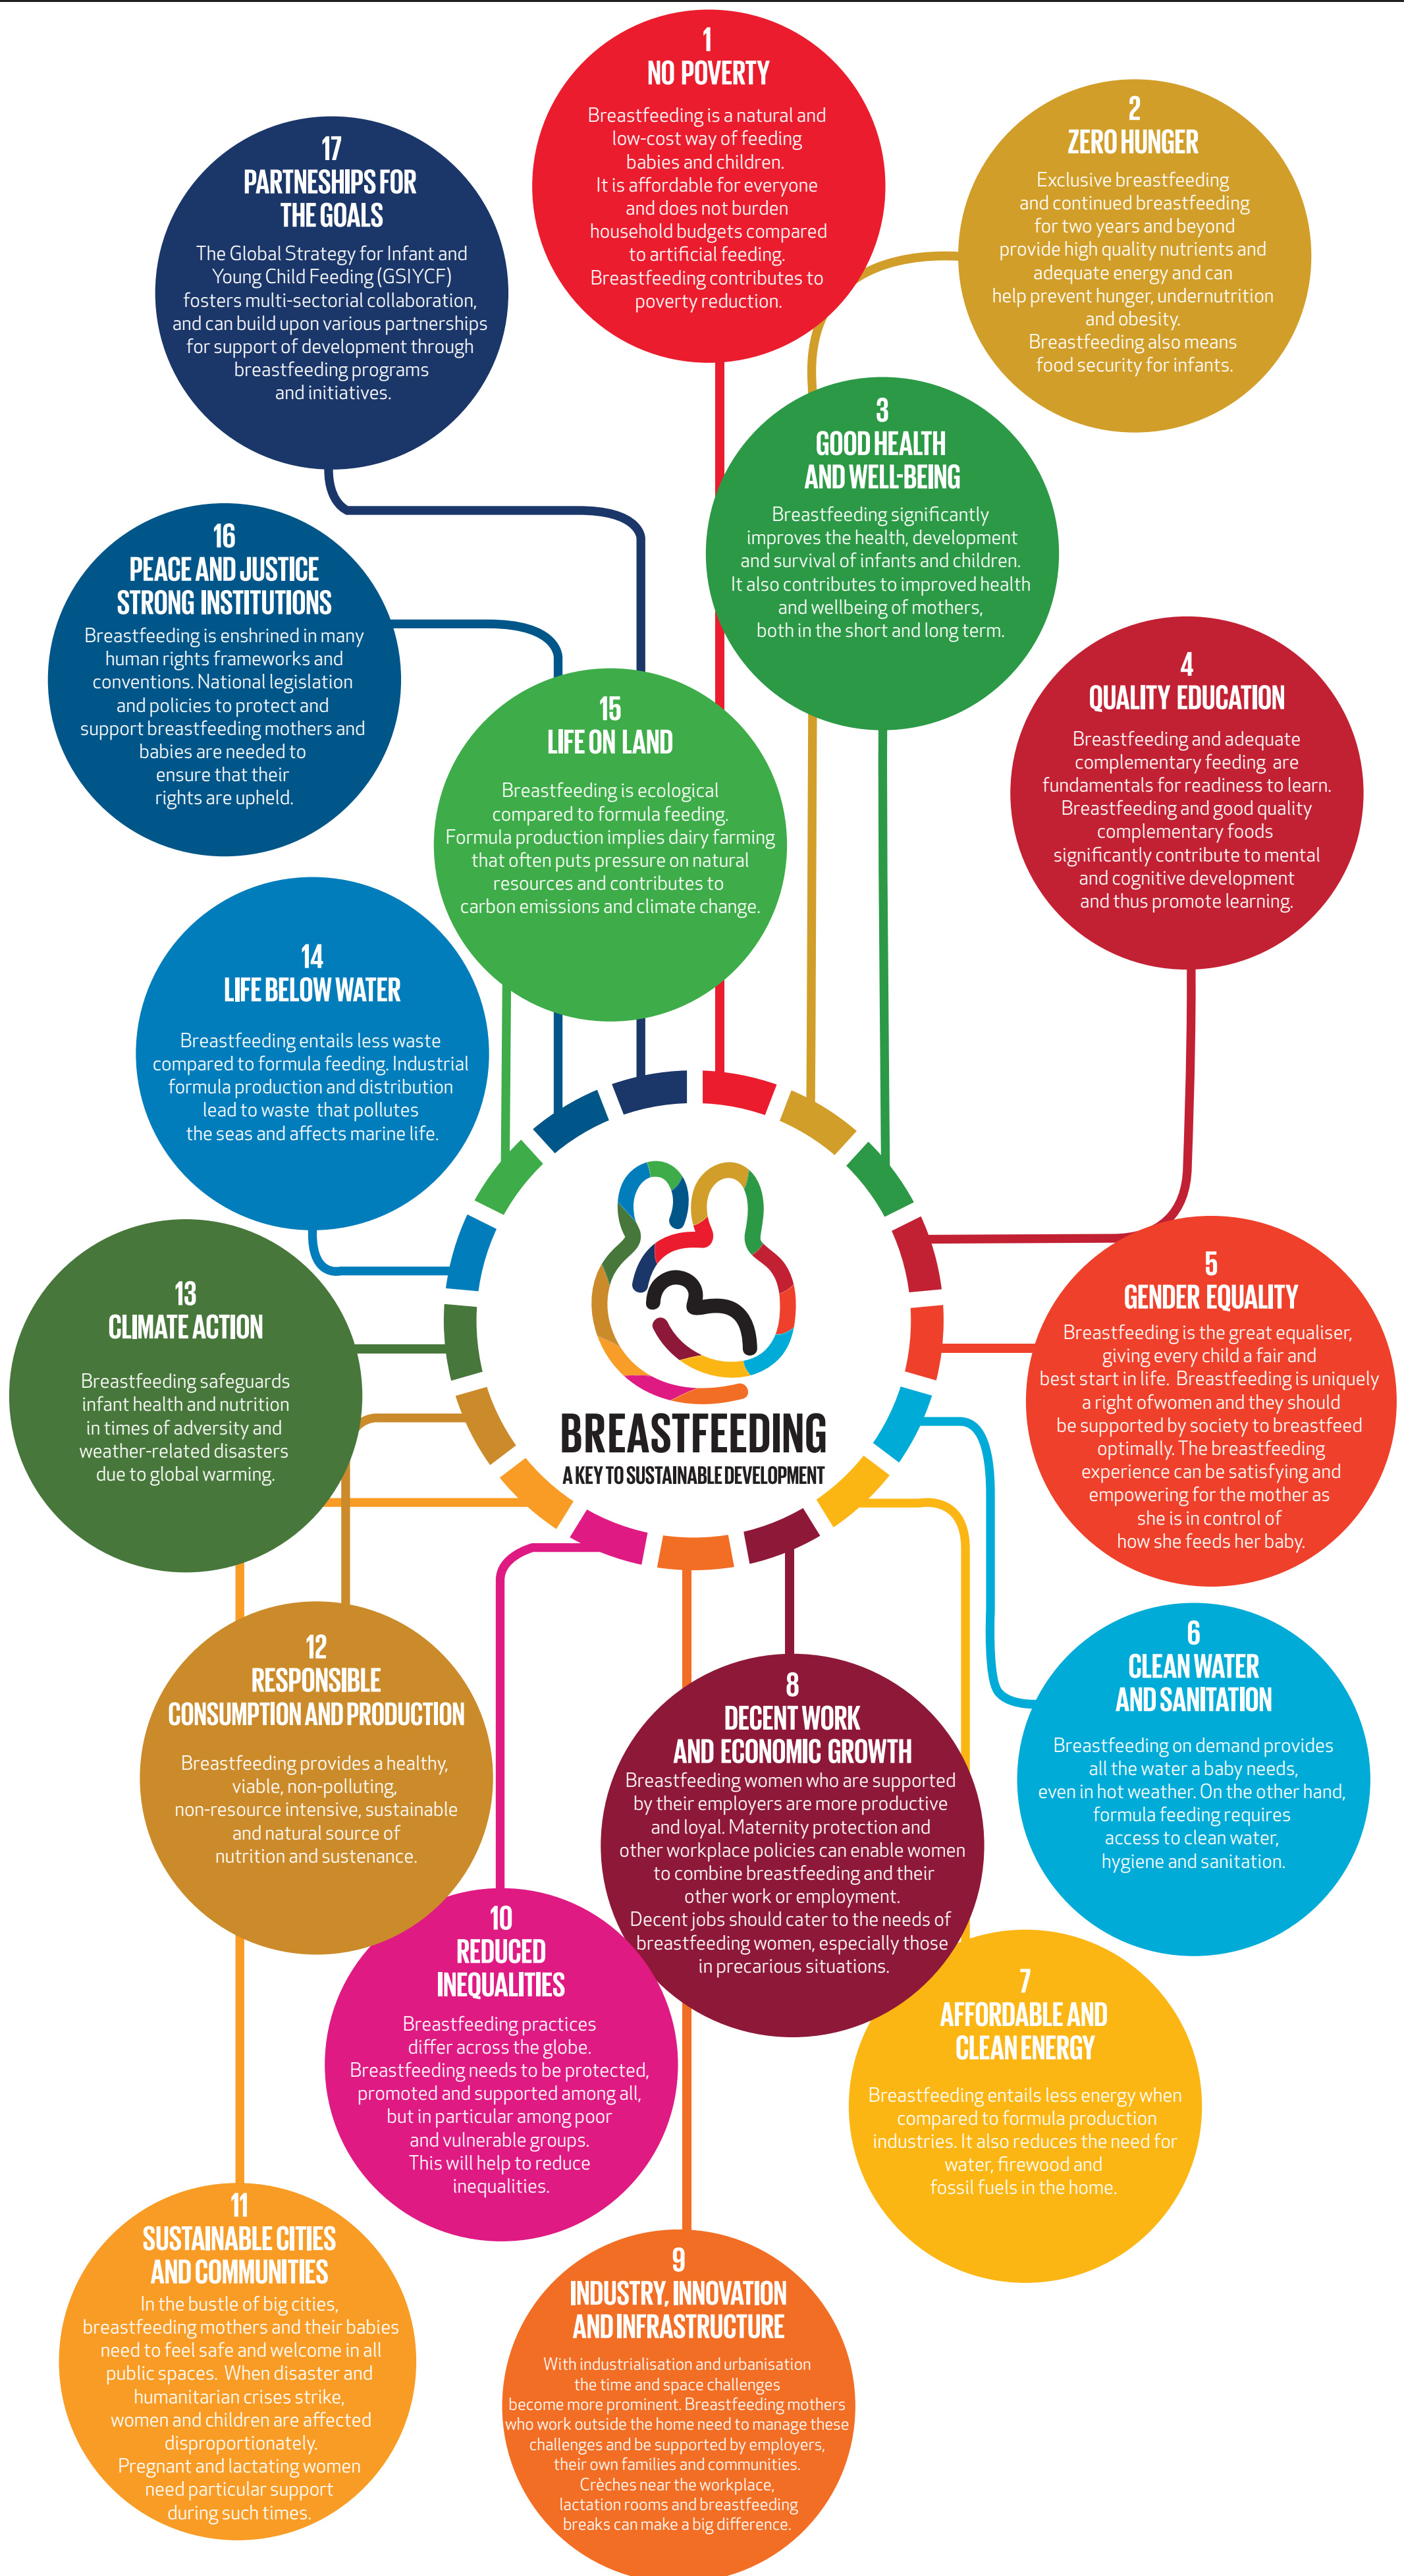 1
NO POVERTY
Breastfeeding is a natural and
low-cost way of feeding
babies and children.
It is affordable for everyone
and does not burden
household budgets compared
to artificial feeding.
Breastfeeding contributes to
poverty reduction.
2
ZERO HUNGER
Exclusive breastfeeding
and continued breastfeeding
for two years and beyond
provide high quality nutrients and
adequate energy and can
help prevent hunger, undernutrition
and obesity.
Breastfeeding also means
food security for infants.
17
PARTNESHIPS FOR
THE GOALS
The Global Strategy for Infant and
Young Child Feeding (GSIYCF)
fosters multi-sectorial collaboration,
and can build upon various partnerships
for support of development through
breastfeeding programs
and initiatives.
3
GOOD HEALTH
AND WELL-BEING
Breastfeeding significantly
improves the health, development
and survival of infants and children.
It also contributes to improved health
and wellbeing of mothers,
both in the short and long term.
16
PEACE AND JUSTICE
STRONG INSTITUTIONS
Breastfeeding is enshrined in many
human rights frameworks and
conventions. National legislation
and policies to protect and
support breastfeeding mothers and
babies are needed to
ensure that their
rights are upheld.
4
QUALITY EDUCATION
Breastfeeding and adequate
complementary feeding are
fundamentals for readiness to learn.
Breastfeeding and good quality
complementary foods
significantly contribute to mental
and cognitive development
and thus promote learning.
15
LIFE ON LAND
Breastfeeding is ecological
compared to formula feeding.
Formula production implies dairy farming
that often puts pressure on natural
resources and contributes to
carbon emissions and climate change.
14
LIFE BELOW WATER
Breastfeeding entails less waste
compared to formula feeding. Industrial
formula production and distribution
lead to waste that pollutes
the seas and affects marine life.
13
CLIMATE ACTION
Breastfeeding safeguards
infant health and nutrition
in times of adversity and
weather-related disasters
due to global warming.
BREASTFEEDING
A KEY TO SUSTAINABLE DEVELOPMENT
5
GENDER EQUALITY
Breastfeeding is the great equaliser,
giving every child a fair and
best start in life. Breastfeeding is uniquely
a right ofwomen and they should
be supported by society to breastfeed
optimally. The breastfeeding
experience can be satisfying and
empowering for the mother as
she is in control of
how she feeds her baby.
12
RESPONSIBLE
CONSUMPTION AND PRODUCTION
Breastfeeding provides a healthy,
viable, non-polluting,
non-resource intensive, sustainable
and natural source of
nutrition and sustenance.
8
DECENT WORK
AND ECONOMIC GROWTH
Breastfeeding women who are supported
by their employers are more productive
and loyal. Maternity protection and
other workplace policies can enable women
to combine breastfeeding and their
other work or employment.
Decent jobs should cater to the needs of
breastfeeding women, especially those
in precarious situations.
6
CLEAN WATER
AND SANITATION
Breastfeeding on demand provides
all the water a baby needs,
even in hot weather. On the other hand,
formula feeding requires
access to clean water,
hygiene and sanitation.
10
REDUCED
INEQUALITIES
Breastfeeding practices
differ across the globe.
Breastfeeding needs to be protected,
promoted and supported among all,
but in particular among poor
and vulnerable groups.
This will help to reduce
inequalities.
7
AFFORDABLE AND
CLEAN ENERGY
Breastfeeding entails less energy when
compared to formula production
industries. It also reduces the need for
water, firewood and
fossil fuels in the home.
11
SUSTAINABLE CITIES
AND COMMUNITIES
In the bustle of big cities,
breastfeeding mothers and their babies
need to feel safe and welcome in all
public spaces. When disaster and
humanitarian crises strike,
women and children are affected
disproportionately.
Pregnant and lactating women
need particular support
during such times.
9
INDUSTRY, INNOVATION
AND INFRASTRUCTURE
With industrialisation and urbanisation
the time and space challenges
become more prominent. Breastfeeding mothers
who work outside the home need to manage these
challenges and be supported by employers,
their own families and communities.
Crèches near the workplace,
lactation rooms and breastfeeding
breaks can make a big difference.